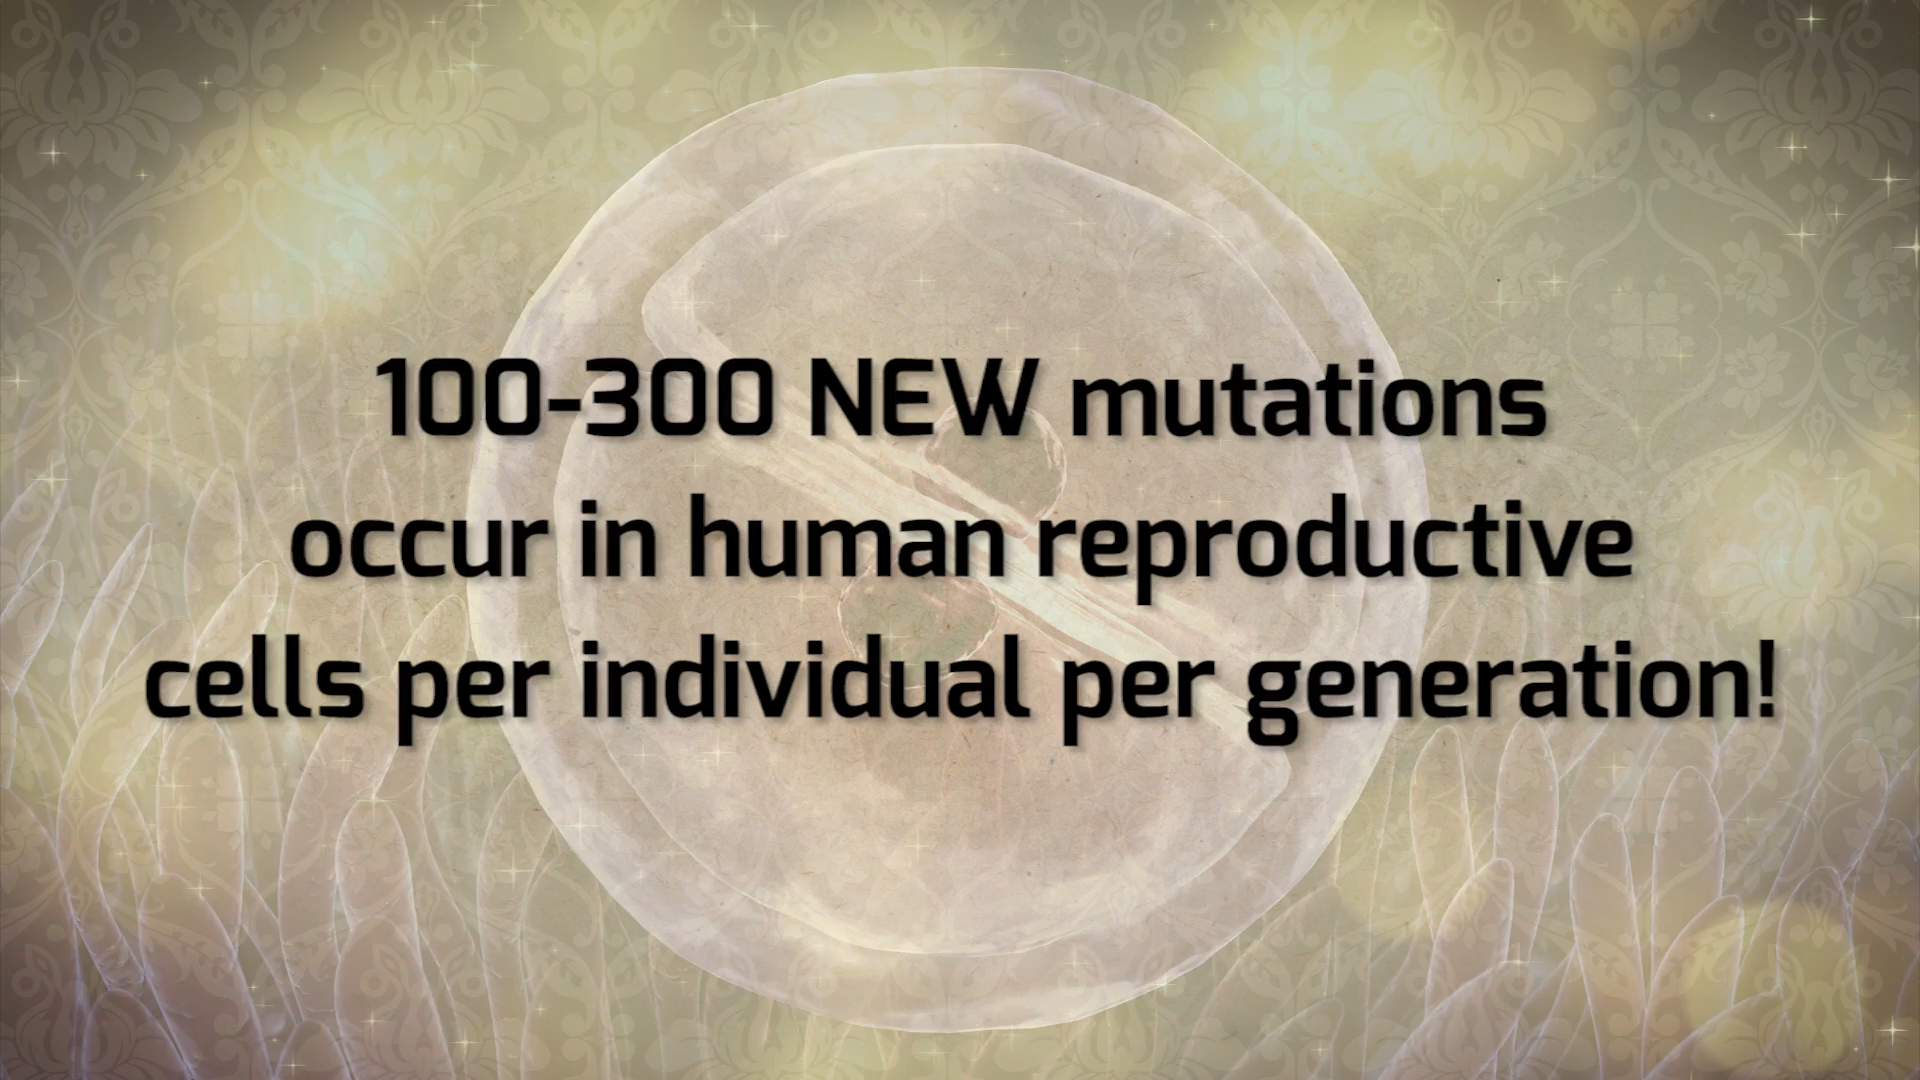 100-300 NEW mutations
occur in human reproductive
cells per individual per generation!